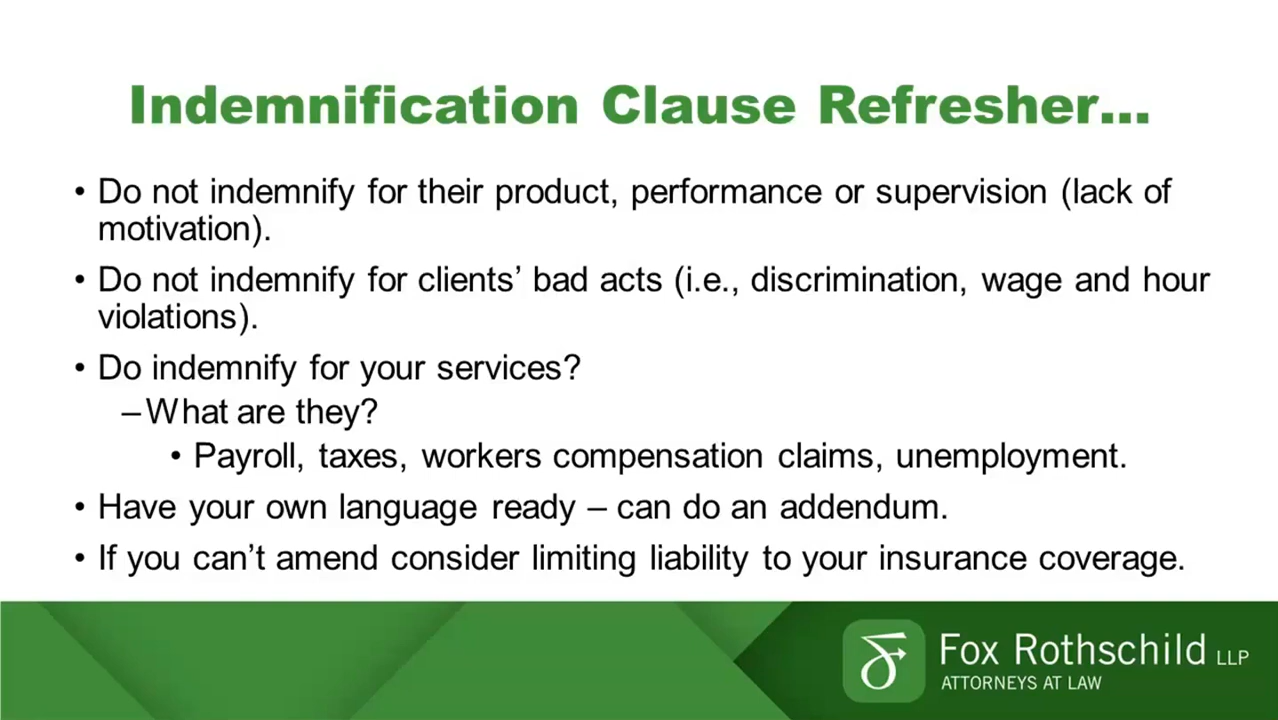 Indemnification Clause Refresher...
• Do not indemnify for their product, performance or supervision (lack of
motivation).
• Do not indemnify for clients’ bad acts (i.e., discrimination, wage and hour
violations).
• Do indemnify for your services?
–What are they?
• Payroll, taxes, workers compensation claims, unemployment.
• Have your own language ready – can do an addendum.
• If you can’t amend consider limiting liability to your insurance coverage.
Fox Rothschild LLP
ATTORNEYS AT LAW